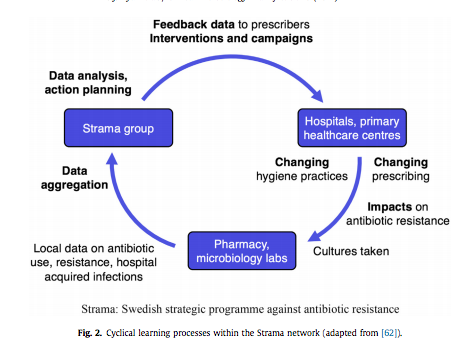 Feedback data to prescribers
Interventions and campaigns
Data analysis,
action planning
Strama group
Hospitals, primary
healthcare centres
Changing
hygiene practices
Changing
prescribing
Data
aggregation
Impacts on
antibiotic resistance
Local data on antibiotic
use, resistance, hospital
acquired infections
Pharmacy,
microbiology labs
Cultures taken
Strama: Swedish strategic programme against antibiotic resistance
Fig. 2. Cyclical learning processes within the Strama network (adapted from [62]).